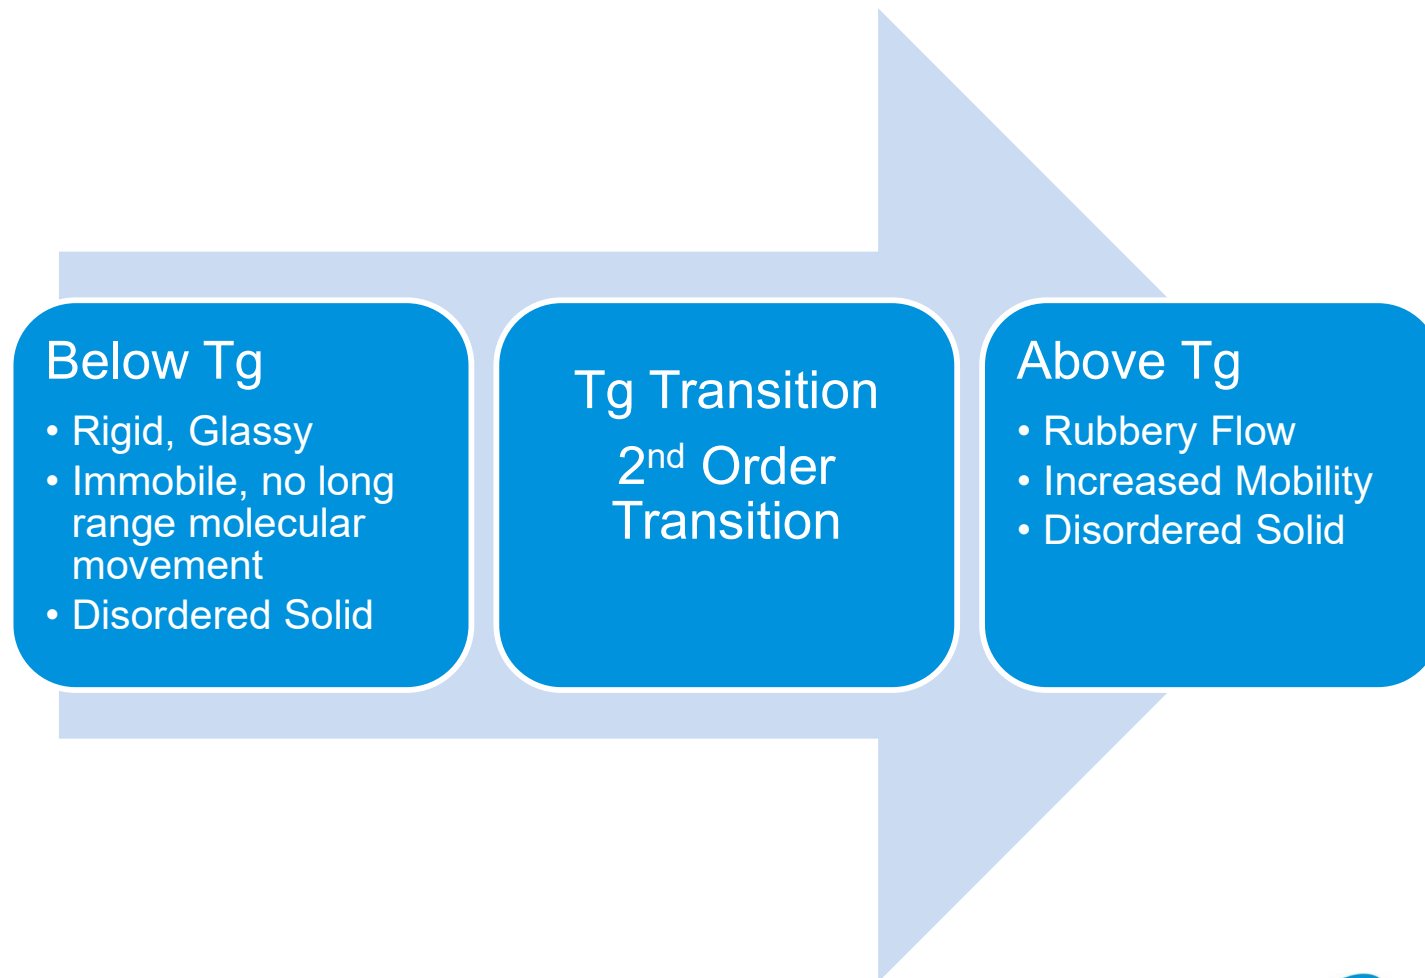 Below Tg
• Rigid, Glassy
• Immobile, no long
range molecular
movement
• Disordered Solid
Tg Transition
2nd Order
Transition
Above Tg
• Rubbery Flow
• Increased Mobility
• Disordered Solid